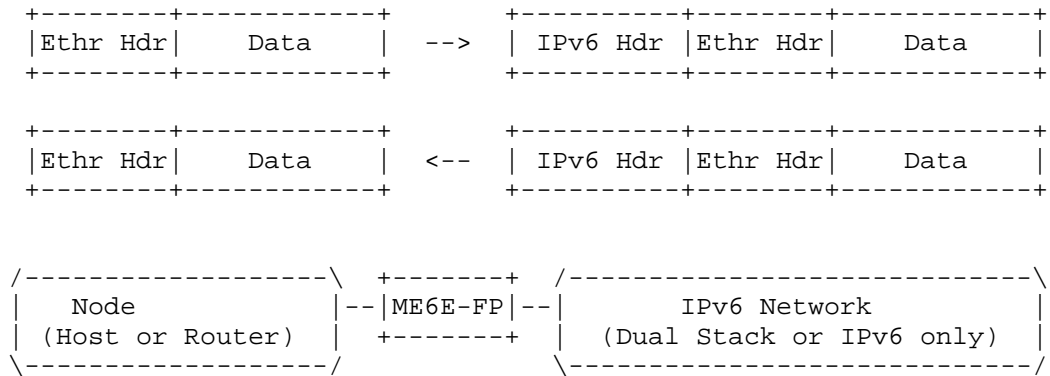 +--------+------------+       +----------+--------+------------+
|Ethr Hdr|    Data    |  -->  | IPv6 Hdr |Ethr Hdr|    Data    |
+--------+------------+       +----------+--------+------------+
+--------+------------+       +----------+--------+------------+
|Ethr Hdr|    Data    |  <--  | IPv6 Hdr |Ethr Hdr|    Data    |
+--------+------------+       +----------+--------+------------+
/-------------------\  +-------+  /-----------------------------\
|   Node            |--|ME6E-FP|--|       IPv6 Network          |
| (Host or Router)  |  +-------+  |  (Dual Stack or IPv6 only)  |
\-------------------/             \-----------------------------/